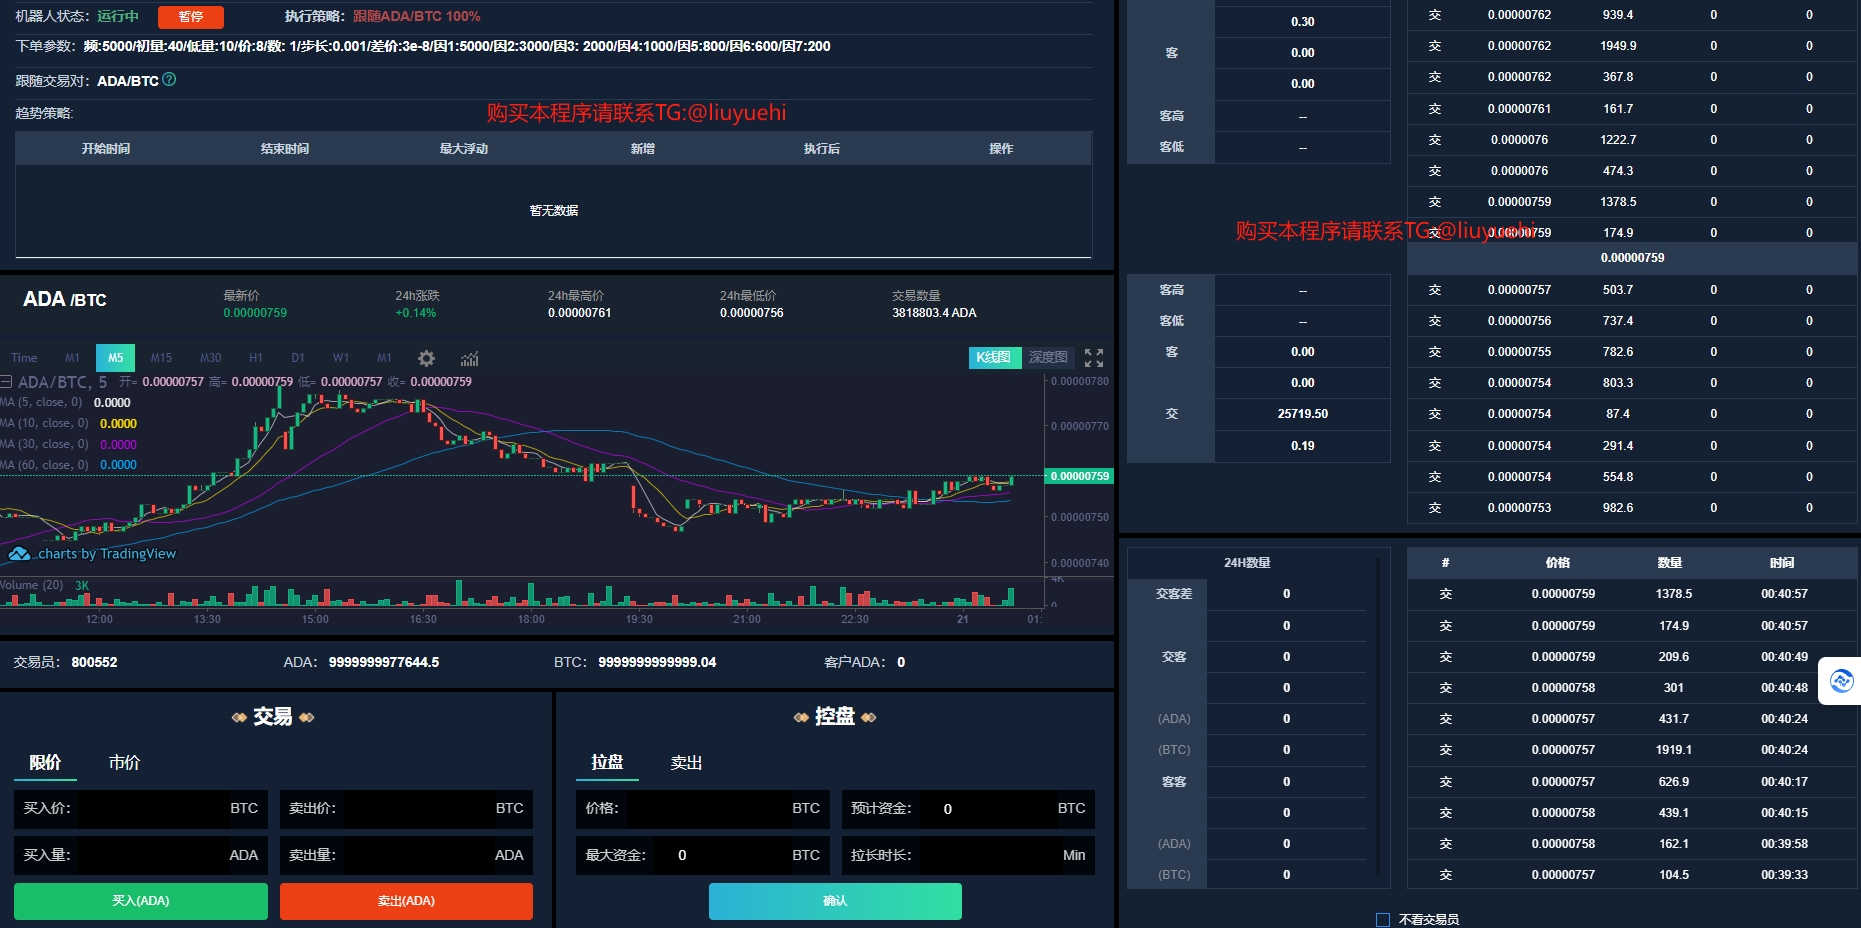 机器人状态: 运行中 暂停 执行策略: 跟随ADA/BTC 100%
下单参数: 频:5000/初量:40/低量:10/价:8/数: 1/步长:0.001/差价:3e-8/因1:5000/因2:3000/因3: 2000/因4:1000/因5:800/因6:600/因7:200
跟随交易对: ADA/BTC ?
趋势策略:
购买本程序请联系TG:@liuyuehi
开始时间 结束时间 最大浮动 新增 执行后 操作
暂无数据
ADA /BTC
最新价 24h涨跌 24h最高价 24h最低价 交易数量
0.00000759 +0.14% 0.00000761 0.00000756 3818803.4 ADA
Time M1 M5 M15 M30 H1 D1 W1 M1 K线图 深度图
ADA/BTC, 5 开= 0.00000757 高= 0.00000759 低= 0.00000757 收= 0.00000759
MA (5, close, 0) 0.0000
MA (10, close, 0) 0.0000
MA (30, close, 0) 0.0000
MA (60, close, 0) 0.0000
0.00000780
0.00000770
0.00000759
0.00000750
0.00000740
charts by TradingView
Volume (20) 3K
4K
0
12:00 13:30 15:00 16:30 18:00 19:30 21:00 22:30 21 01:
交易员: 800552 ADA: 9999999977644.5 BTC: 9999999999999.04 客户ADA: 0
交易
限价 市价
买入价: BTC 卖出价: BTC
买入量: ADA 卖出量: ADA
买入(ADA) 卖出(ADA)
控盘
拉盘 卖出
价格: BTC 预计资金: 0 BTC
最大资金: 0 BTC 拉长时长: Min
确认
0.30
客 0.00
0.00
客高 --
客低 --
购买本程序请联系TG:@liuyuehi
客高 --
客低 --
客 0.00
0.00
交 25719.50
0.19
交 0.00000762 939.4 0 0
交 0.00000762 1949.9 0 0
交 0.00000762 367.8 0 0
交 0.00000761 161.7 0 0
交 0.0000076 1222.7 0 0
交 0.0000076 474.3 0 0
交 0.00000759 1378.5 0 0
交 0.00000759 174.9 0 0
0.00000759
交 0.00000757 503.7 0 0
交 0.00000756 737.4 0 0
交 0.00000755 782.6 0 0
交 0.00000754 803.3 0 0
交 0.00000754 87.4 0 0
交 0.00000754 291.4 0 0
交 0.00000754 554.8 0 0
交 0.00000753 982.6 0 0
24H数量
交客差 0
0
交客 0
0
(ADA) 0
(BTC) 0
客客 0
0
(ADA) 0
(BTC) 0
# 价格 数量 时间
交 0.00000759 1378.5 00:40:57
交 0.00000759 174.9 00:40:57
交 0.00000759 209.6 00:40:49
交 0.00000758 301 00:40:48
交 0.00000757 431.7 00:40:24
交 0.00000757 1919.1 00:40:24
交 0.00000757 626.9 00:40:17
交 0.00000758 439.1 00:40:15
交 0.00000758 162.1 00:39:58
交 0.00000757 104.5 00:39:33
不看交易员